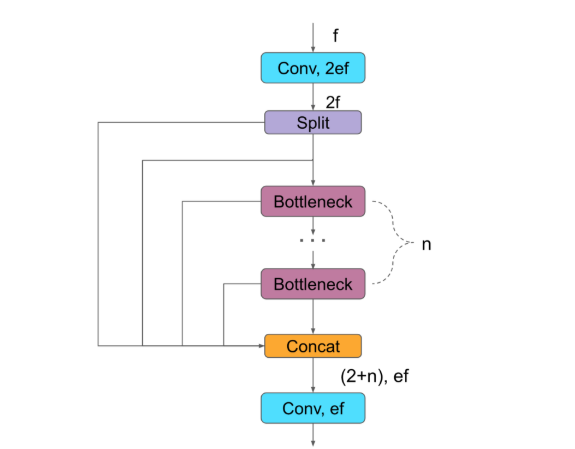 f
Conv, 2ef
2f
Split
Bottleneck
...
n
Bottleneck
Concat
(2+n), ef
Conv, ef